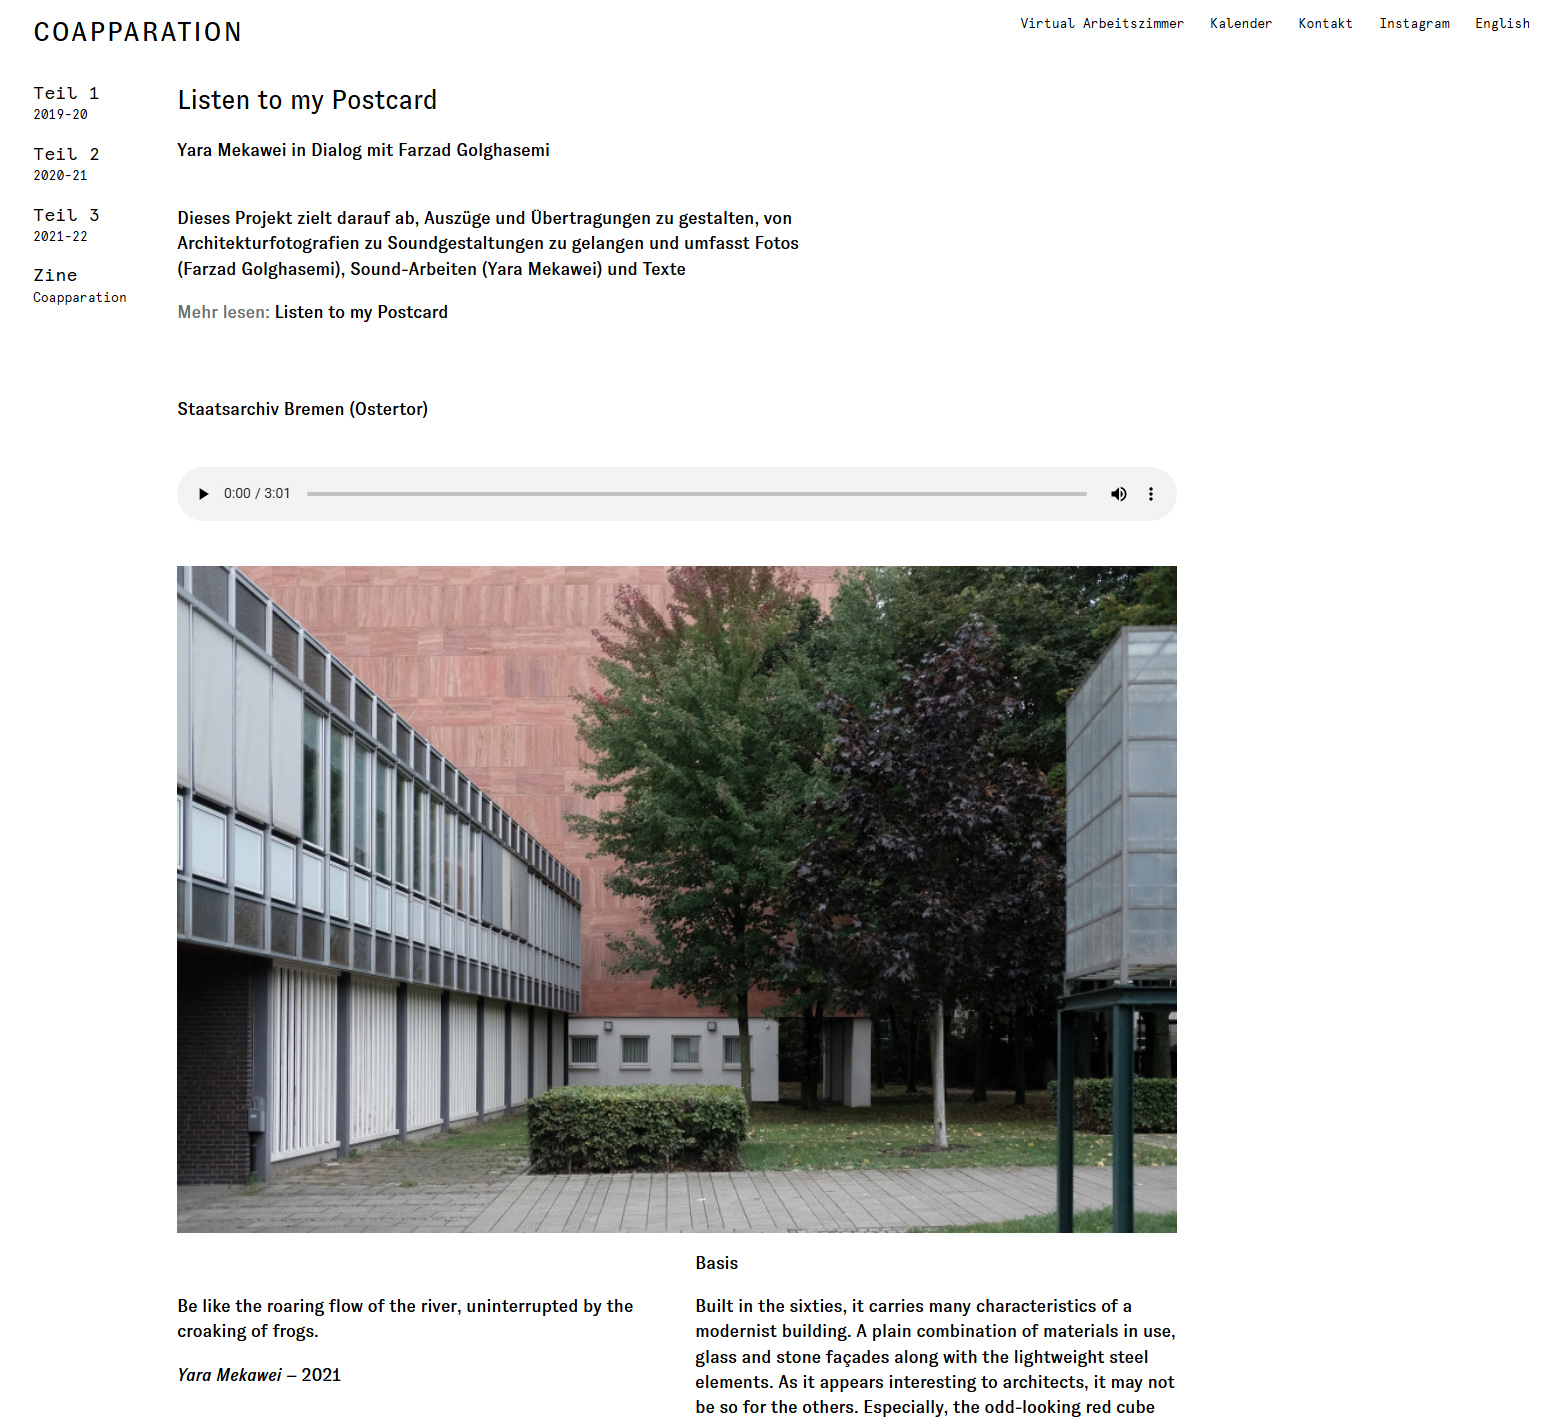 COAPPARATION
Virtual Arbeitszimmer Kalender Kontakt Instagram English
Teil 1
2019-20
Teil 2
2020-21
Teil 3
2021-22
Zine
Coapparation
Listen to my Postcard
Yara Mekawei in Dialog mit Farzad Golghasemi
Dieses Projekt zielt darauf ab, Auszüge und Übertragungen zu gestalten, von
Architekturfotografien zu Soundgestaltungen zu gelangen und umfasst Fotos
(Farzad Golghasemi), Sound-Arbeiten (Yara Mekawei) und Texte
Mehr lesen: Listen to my Postcard
Staatsarchiv Bremen (Ostertor)
0:00 / 3:01
Be like the roaring flow of the river, uninterrupted by the
croaking of frogs.
Yara Mekawei – 2021
Basis
Built in the sixties, it carries many characteristics of a
modernist building. A plain combination of materials in use,
glass and stone façades along with the lightweight steel
elements. As it appears interesting to architects, it may not
be so for the others. Especially, the odd-looking red cube